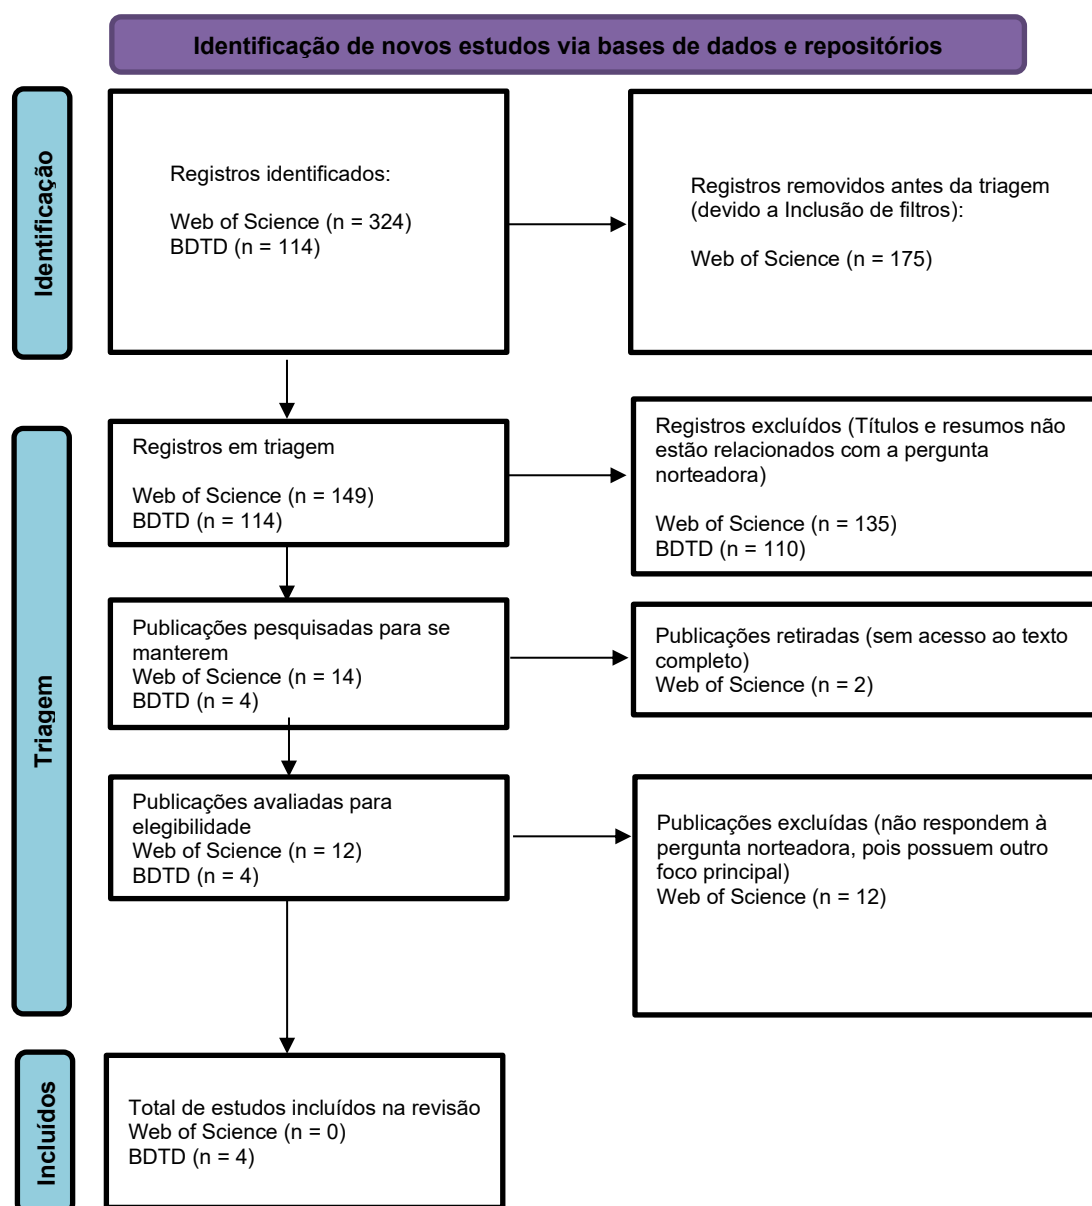 Identificação de novos estudos via bases de dados e repositórios
Identificação
Registros identificados:
Web of Science (n = 324)
BDTD (n = 114)
Registros removidos antes da triagem
(devido a Inclusão de filtros):
Web of Science (n = 175)
Triagem
Registros em triagem
Web of Science (n = 149)
BDTD (n = 114)
Registros excluídos (Títulos e resumos não
estão relacionados com a pergunta
norteadora)
Web of Science (n = 135)
BDTD (n = 110)
Publicações pesquisadas para se
manterem
Web of Science (n = 14)
BDTD (n = 4)
Publicações retiradas (sem acesso ao texto
completo)
Web of Science (n = 2)
Publicações avaliadas para
elegibilidade
Web of Science (n = 12)
BDTD (n = 4)
Publicações excluídas (não respondem à
pergunta norteadora, pois possuem outro
foco principal)
Web of Science (n = 12)
Incluídos
Total de estudos incluídos na revisão
Web of Science (n = 0)
BDTD (n = 4)